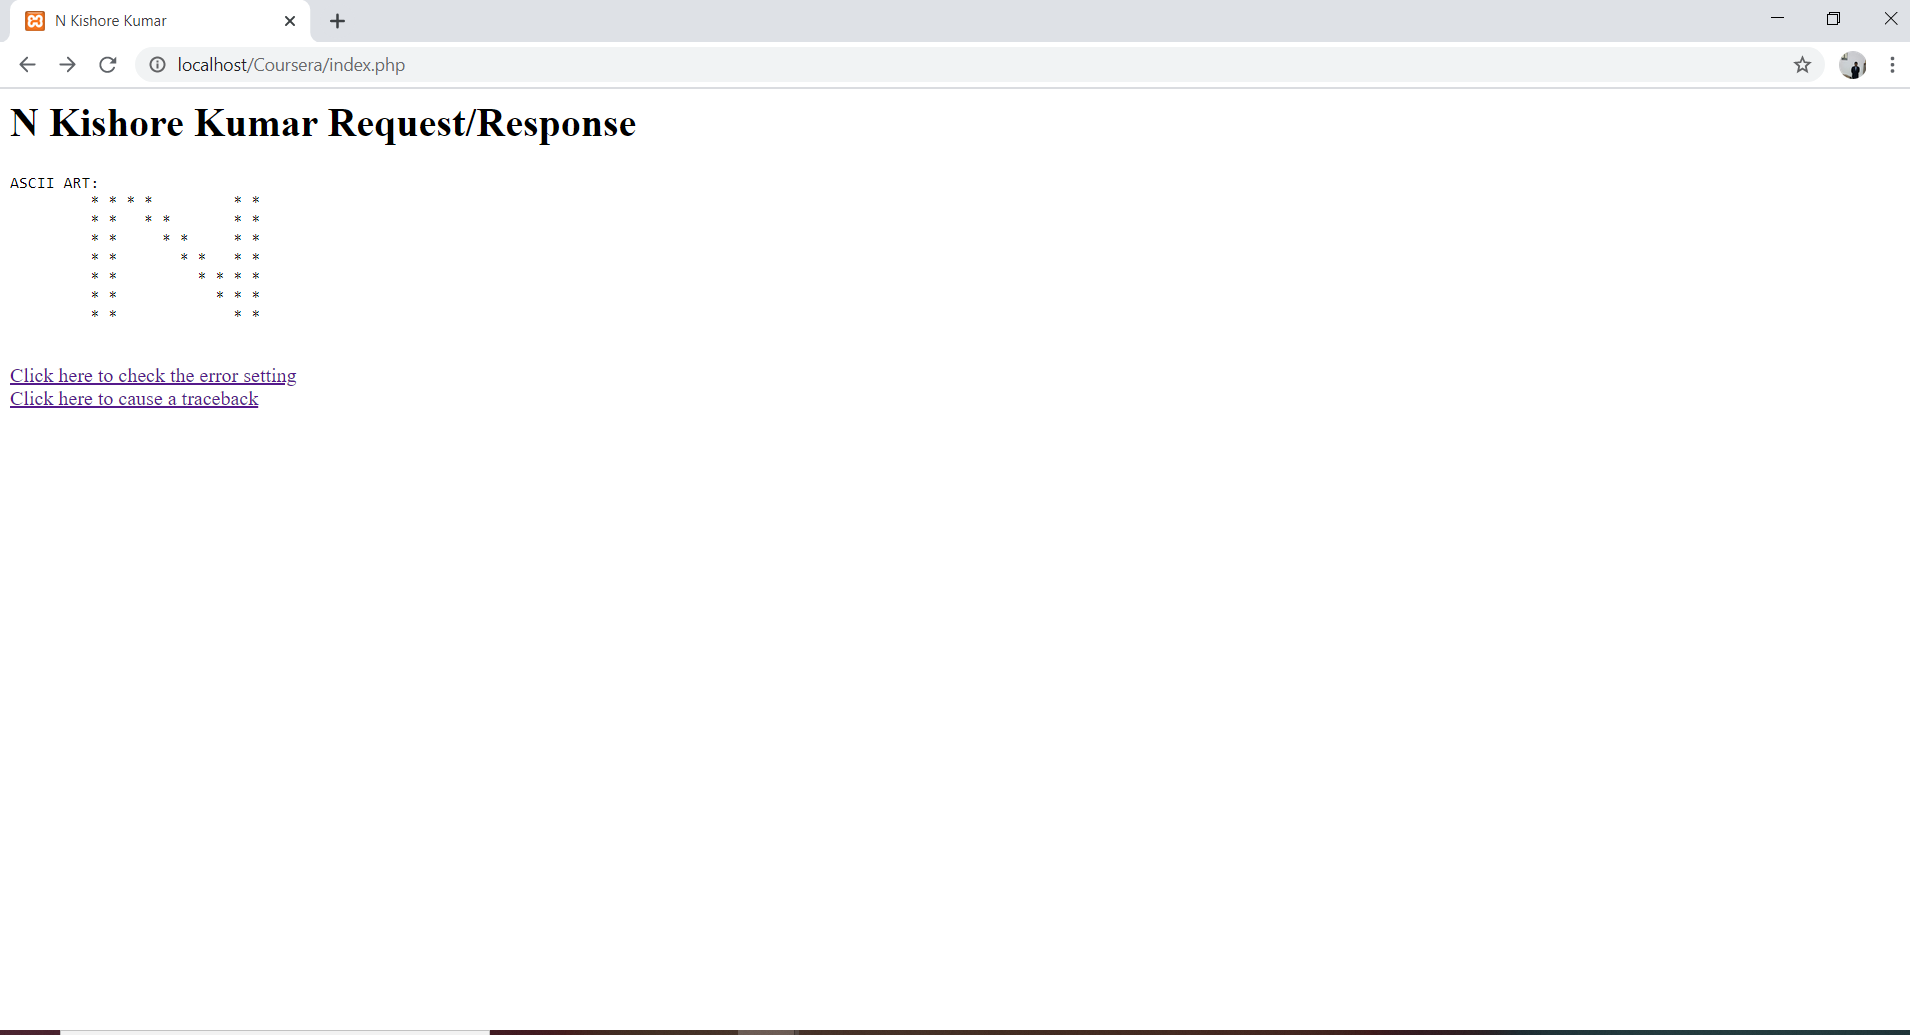 N Kishore Kumar
localhost/Coursera/index.php
N Kishore Kumar Request/Response
ASCII ART:
         * * * *         * *
         * *   * *       * *
         * *     * *     * *
         * *       * *   * *
         * *         * * * *
         * *           * * *
         * *             * *
Click here to check the error setting
Click here to cause a traceback